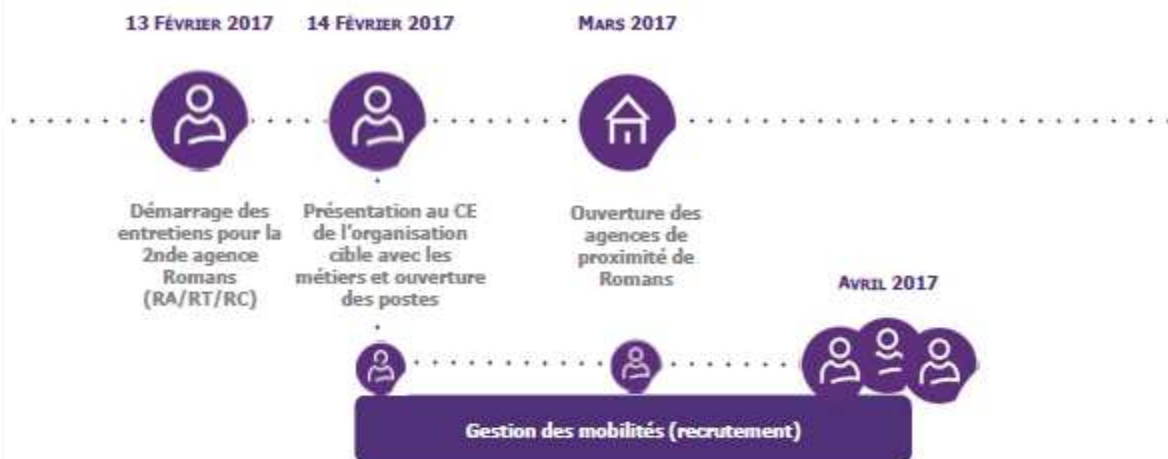 13 FÉVRIER 2017
14 FÉVRIER 2017
MARS 2017
Démarrage des
entretiens pour la
2nde agence
Romans
(RA/RT/RC)
Présentation au CE
de l'organisation
cible avec les
métiers et ouverture
des postes
Ouverture des
agences de
proximité de
Romans
AVRIL 2017
Gestion des mobilités (recrutement)